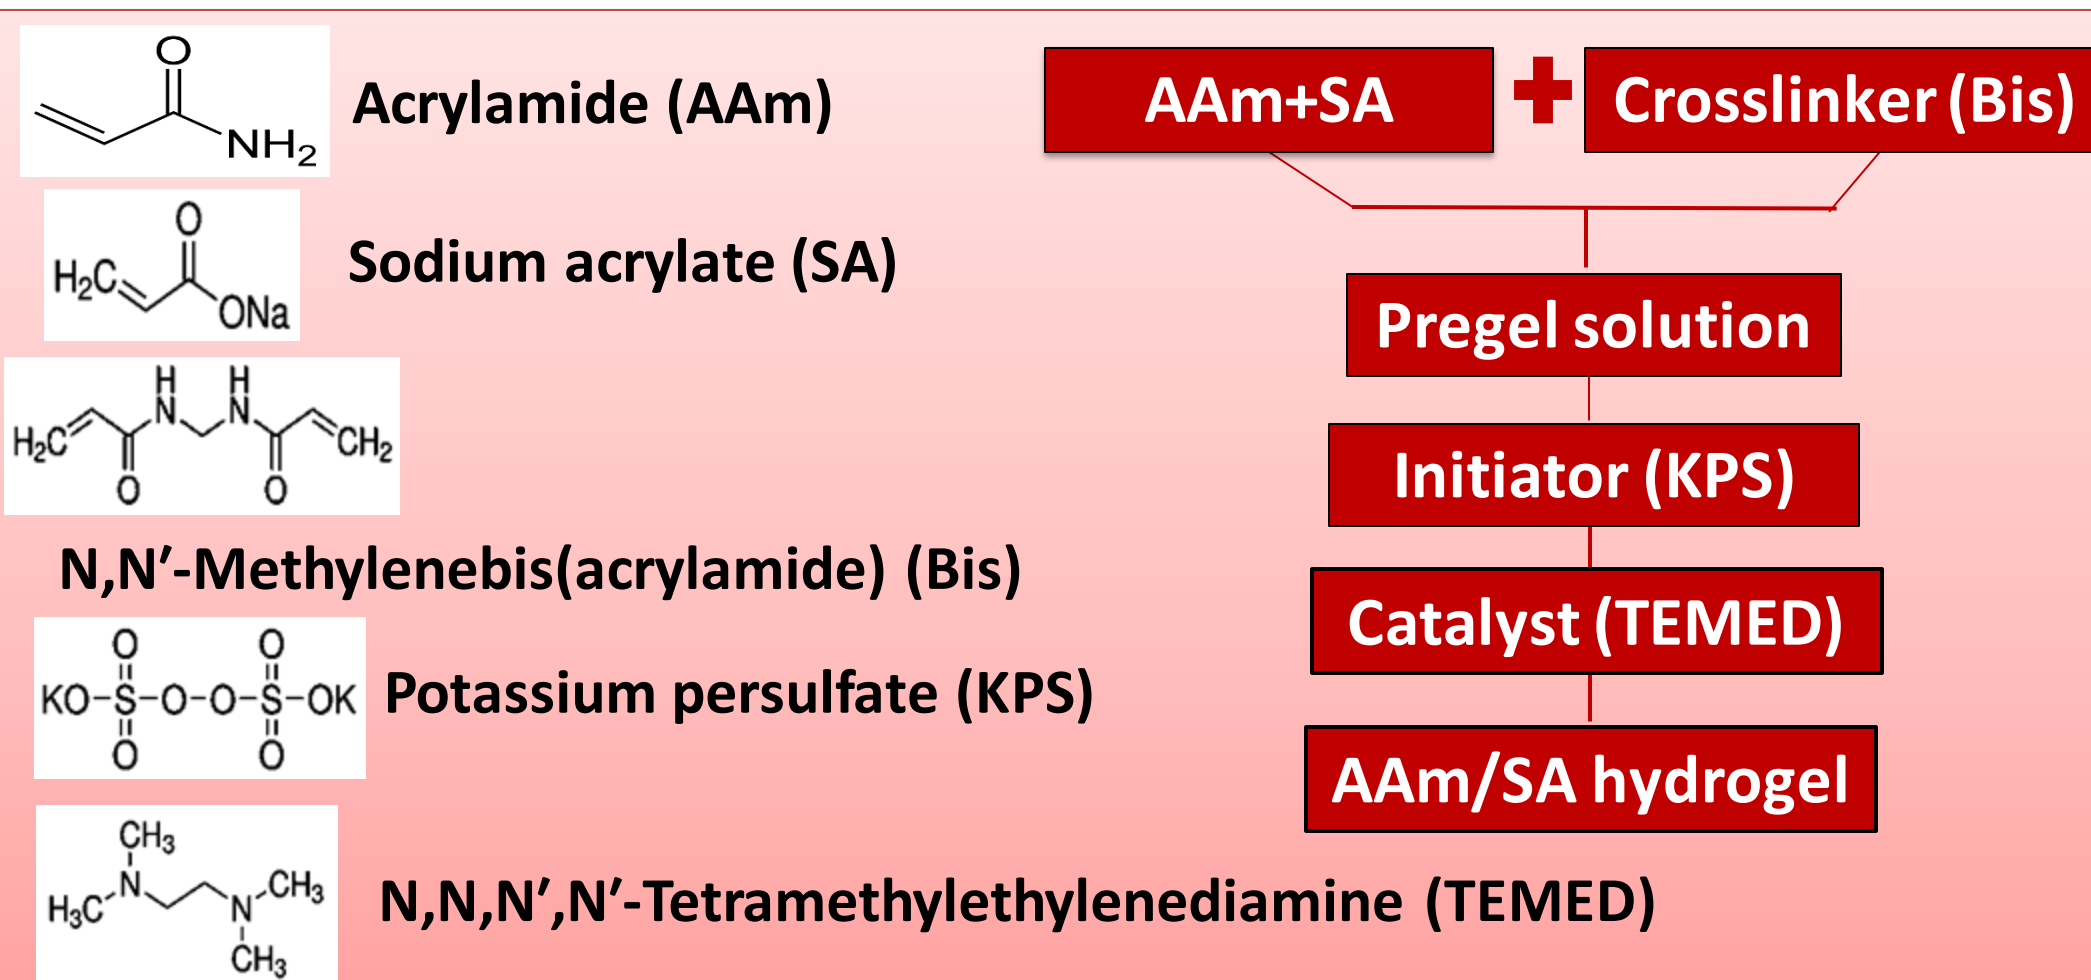 O
NH2
Acrylamide (AAm)
O
H2C
ONa
Sodium acrylate (SA)
H H
N N
H2C CH2
O O
N,N′-Methylenebis(acrylamide) (Bis)
O O
KO-S-O-O-S-OK
O O
Potassium persulfate (KPS)
CH3
N CH3
H3C N
CH3
N,N,N′,N′-Tetramethylethylenediamine (TEMED)
AAm+SA
Crosslinker (Bis)
Pregel solution
Initiator (KPS)
Catalyst (TEMED)
AAm/SA hydrogel